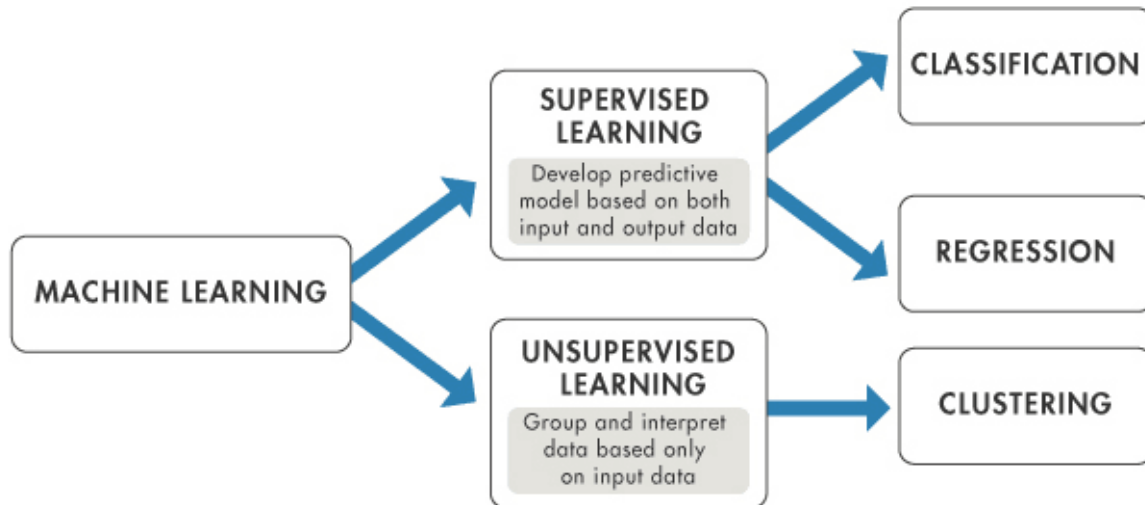 MACHINE LEARNING
SUPERVISED
LEARNING
Develop predictive
model based on both
input and output data
UNSUPERVISED
LEARNING
Group and interpret
data based only
on input data
CLASSIFICATION
REGRESSION
CLUSTERING